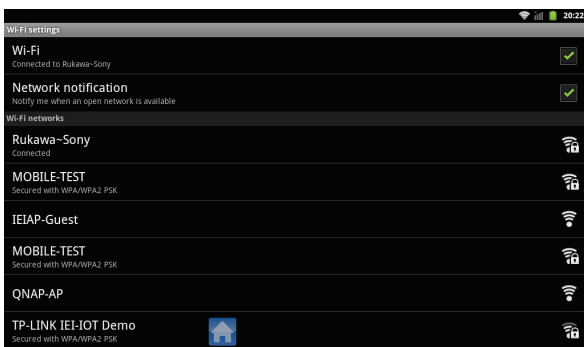 20:22
Wi-Fi settings
Wi-Fi
Connected to Rukawa~Sony
Network notification
Notify me when an open network is available
Wi-Fi networks
Rukawa~Sony
Connected
MOBILE-TEST
Secured with WPA/WPA2 PSK
IEIAP-Guest
MOBILE-TEST
Secured with WPA/WPA2 PSK
QNAP-AP
TP-LINK IEI-IOT Demo
Secured with WPA/WPA2 PSK